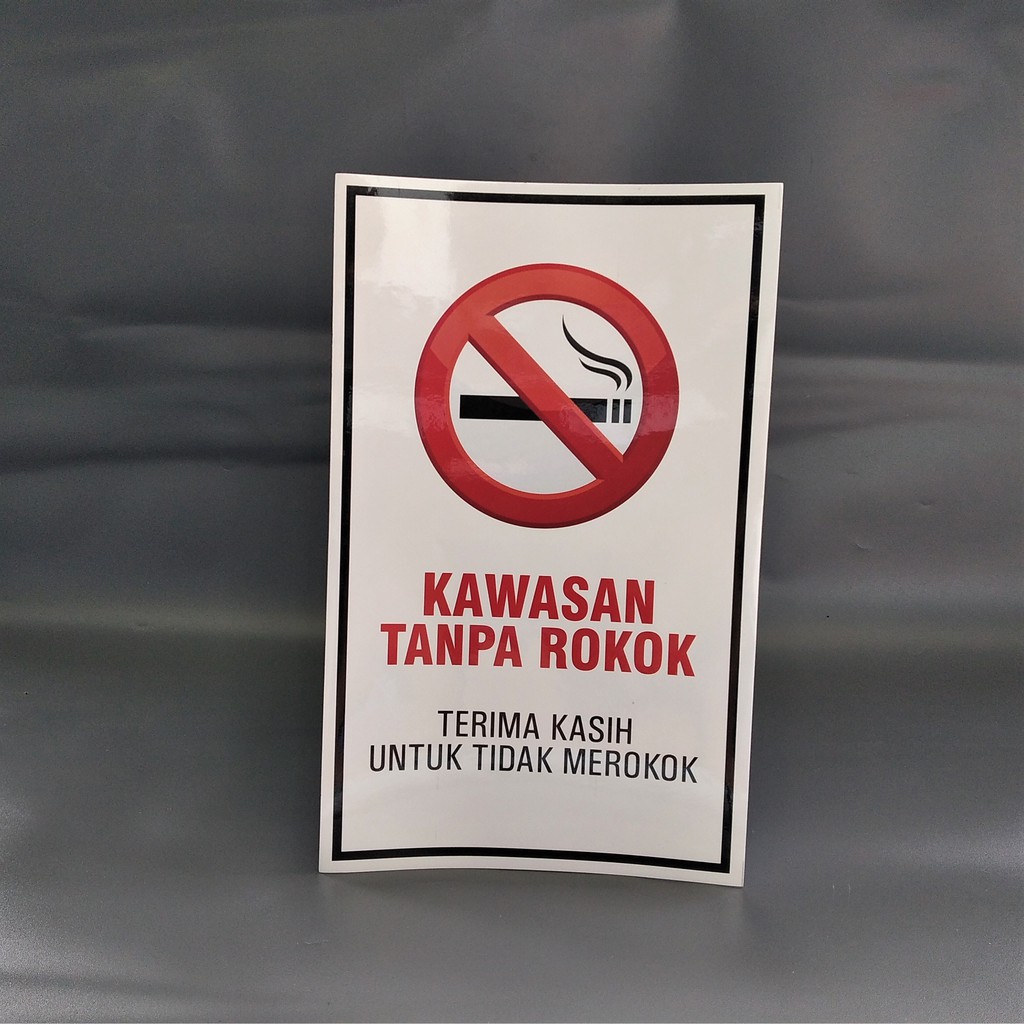 KAWASAN
TANPA ROKOK
TERIMA KASIH
UNTUK TIDAK MEROKOK